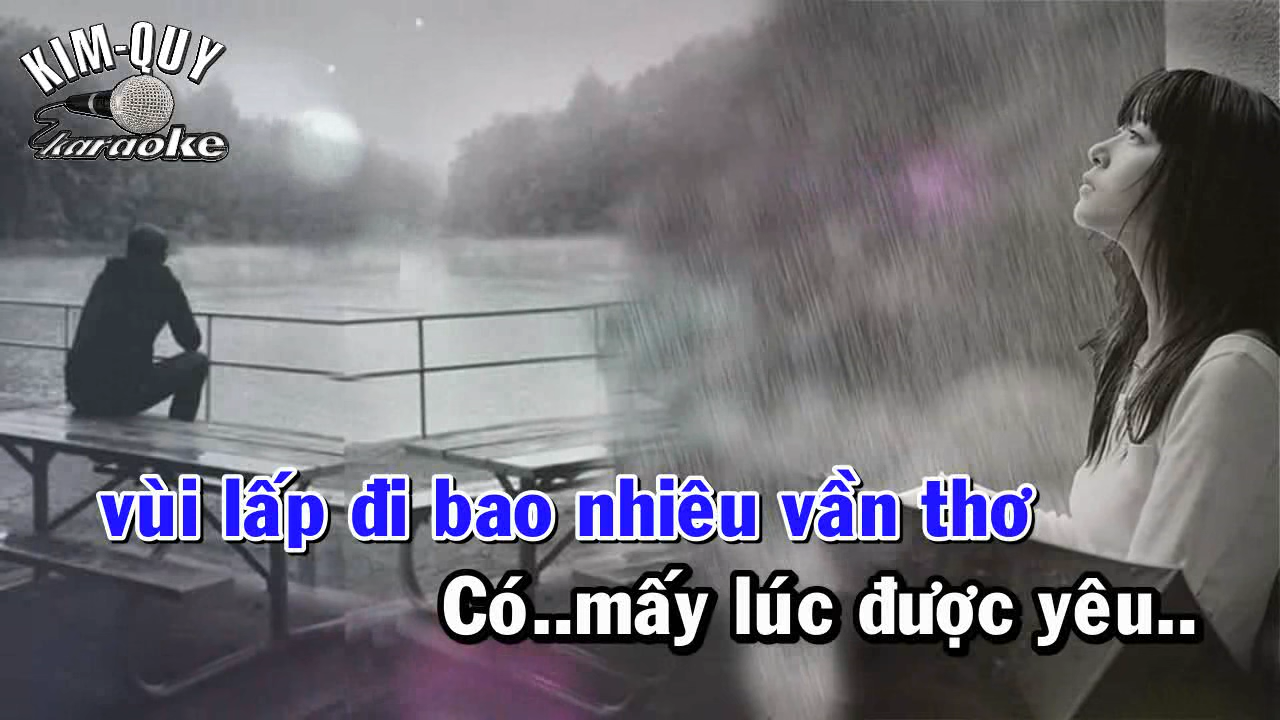 KIM-QUY
karaoke
vùi lấp đi bao nhiêu vần thơ
Có..mấy lúc được yêu..